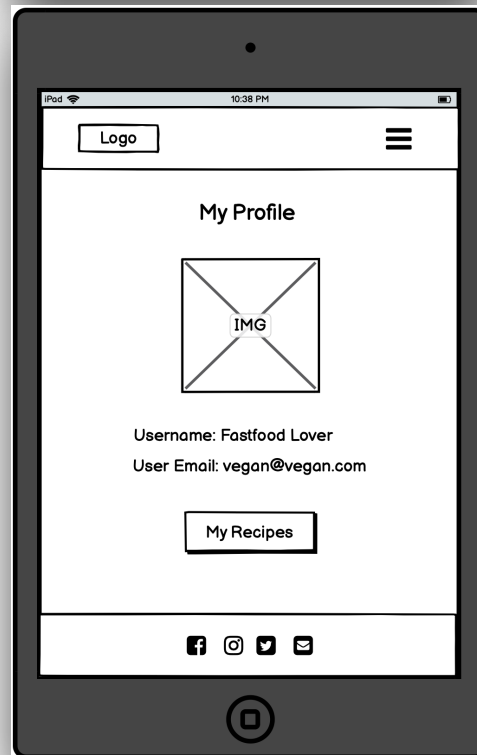 iPad 10:38 PM
Logo
My Profile
IMG
Username: Fastfood Lover
User Email: vegan@vegan.com
My Recipes